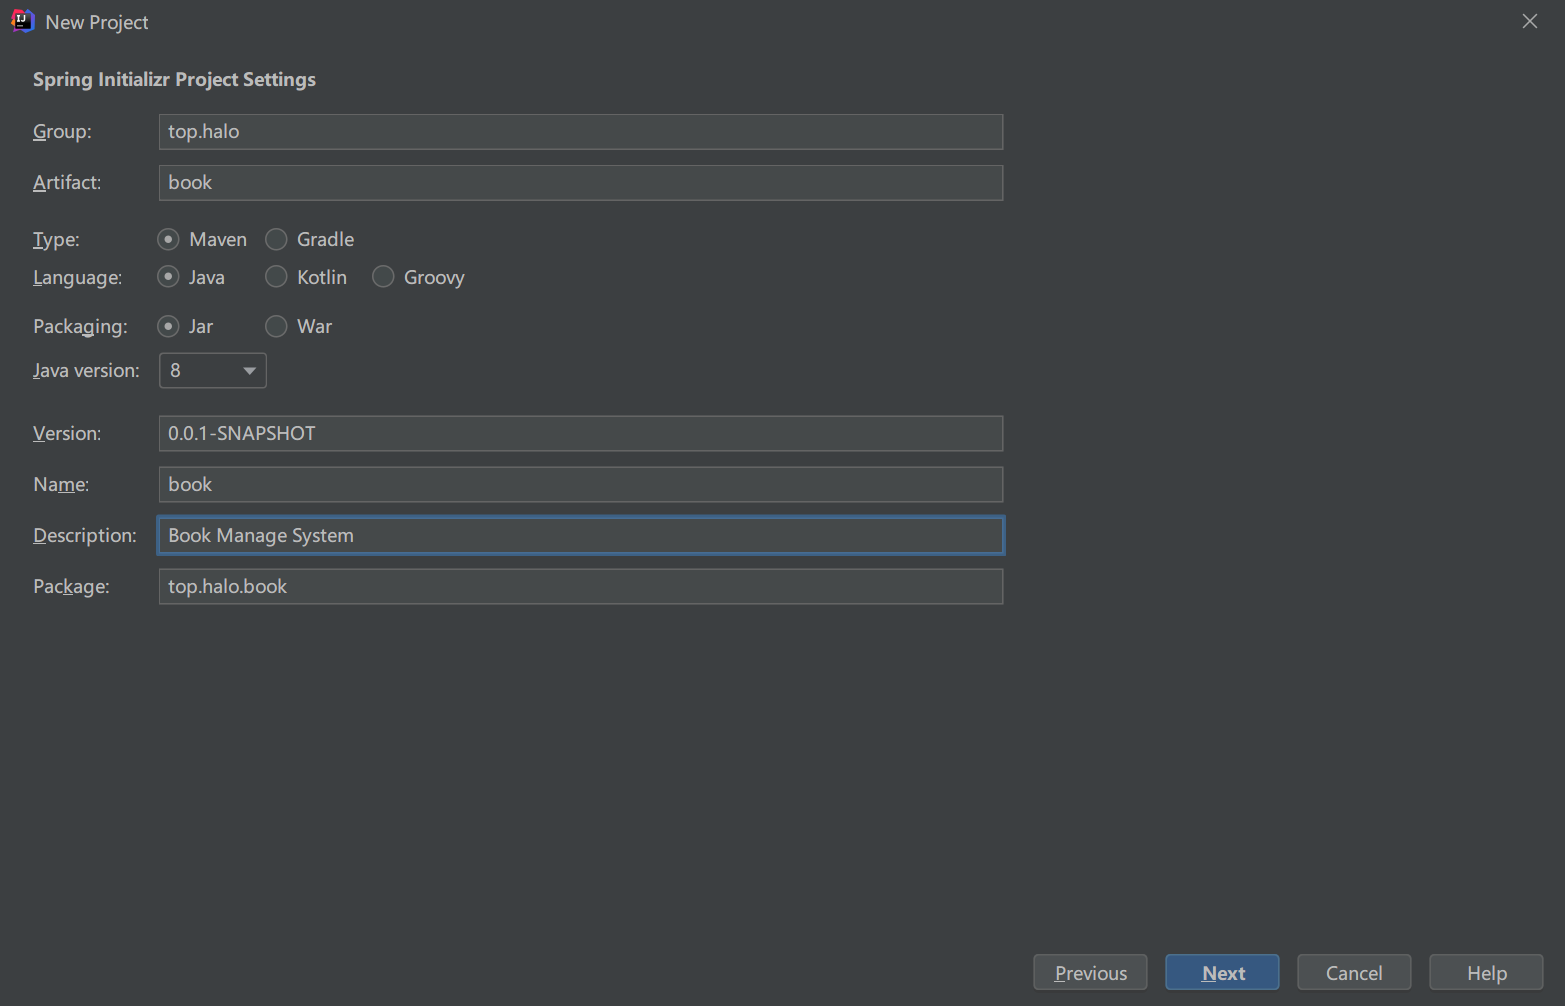 New Project
Spring Initializr Project Settings
Group: top.halo
Artifact: book
Type: Maven Gradle
Language: Java Kotlin Groovy
Packaging: Jar War
Java version: 8
Version: 0.0.1-SNAPSHOT
Name: book
Description: Book Manage System
Package: top.halo.book
Previous Next Cancel Help